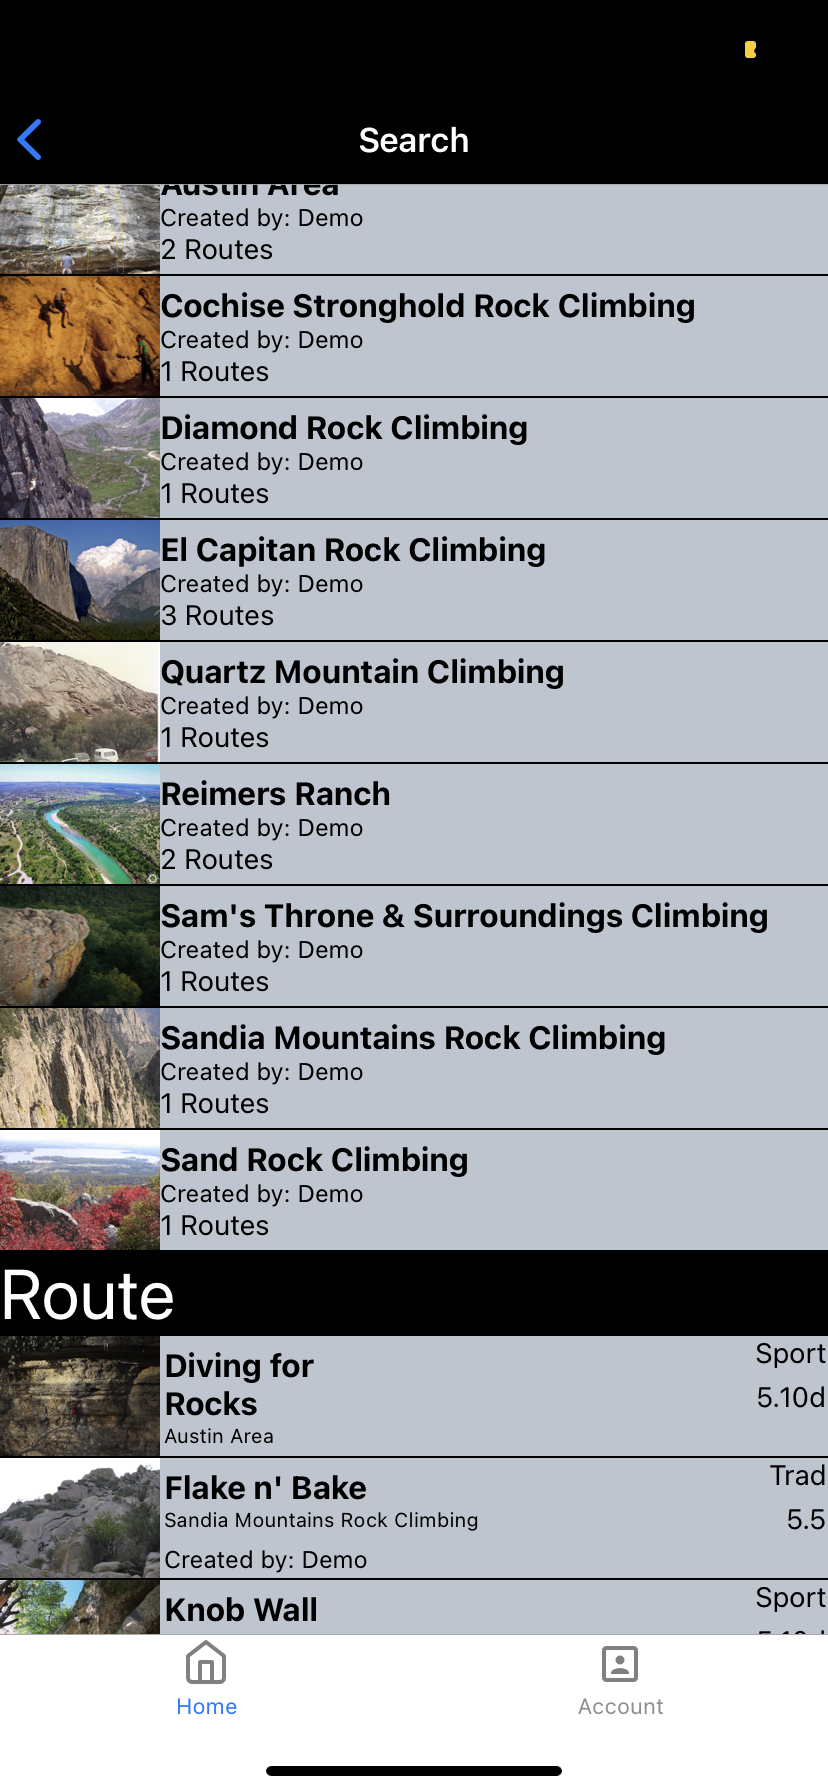 Search
Austin Area
Created by: Demo
2 Routes
Cochise Stronghold Rock Climbing
Created by: Demo
1 Routes
Diamond Rock Climbing
Created by: Demo
1 Routes
El Capitan Rock Climbing
Created by: Demo
3 Routes
Quartz Mountain Climbing
Created by: Demo
1 Routes
Reimers Ranch
Created by: Demo
2 Routes
Sam's Throne & Surroundings Climbing
Created by: Demo
1 Routes
Sandia Mountains Rock Climbing
Created by: Demo
1 Routes
Sand Rock Climbing
Created by: Demo
1 Routes
Route
Diving for
Rocks
Austin Area
Sport
5.10d
Flake n' Bake
Sandia Mountains Rock Climbing
Created by: Demo
Trad
5.5
Knob Wall
Sport
Home
Account